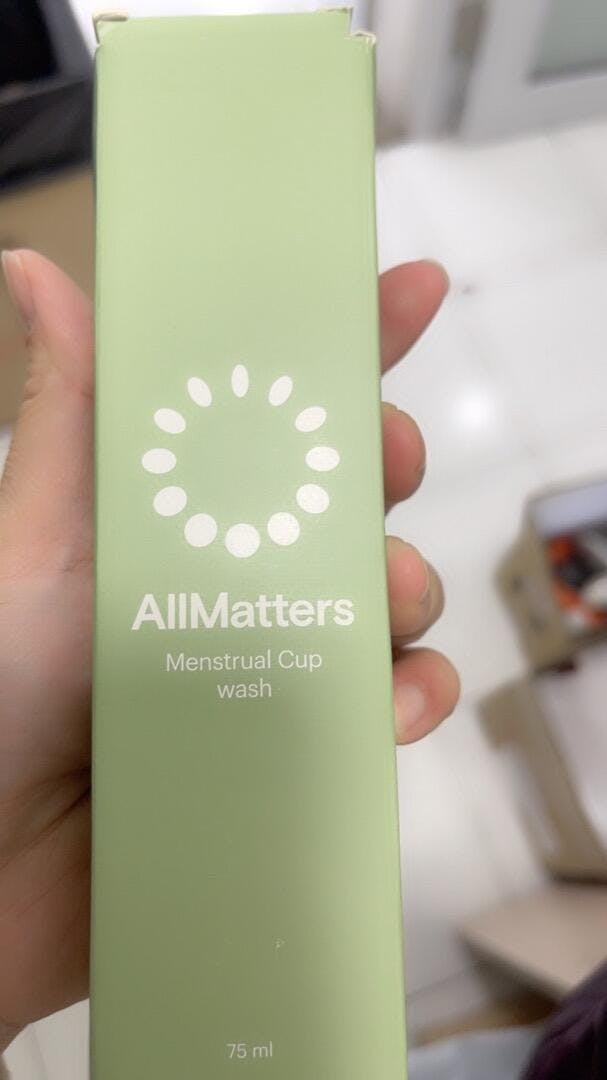 AllMatters
Menstrual Cup
wash
75 ml